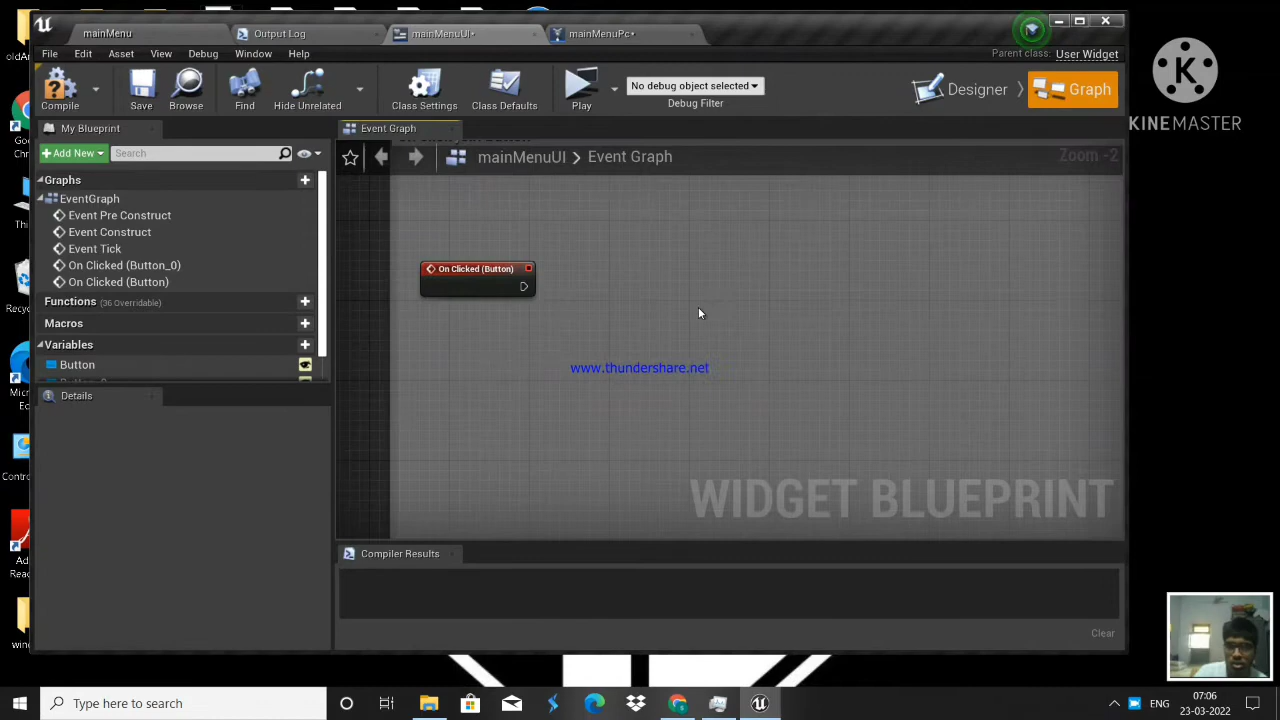 mainMenu
Output Log
mainMenuUI*
mainMenuPc*
File Edit Asset View Debug Window Help
Parent class: User Widget
Compile
Save
Browse
Find
Hide Unrelated
Class Settings
Class Defaults
Play
No debug object selected
Debug Filter
Designer
Graph
KINEMASTER
My Blueprint
Add New
Search
Graphs
EventGraph
Event Pre Construct
Event Construct
Event Tick
On Clicked (Button_0)
On Clicked (Button)
Functions (36 Overridable)
Macros
Variables
Button
Details
Event Graph
mainMenuUI > Event Graph
Zoom -2
On Clicked (Button)
www.thundershare.net
WIDGET BLUEPRINT
Compiler Results
Clear
Type here to search
ENG
07:06
23-03-2022